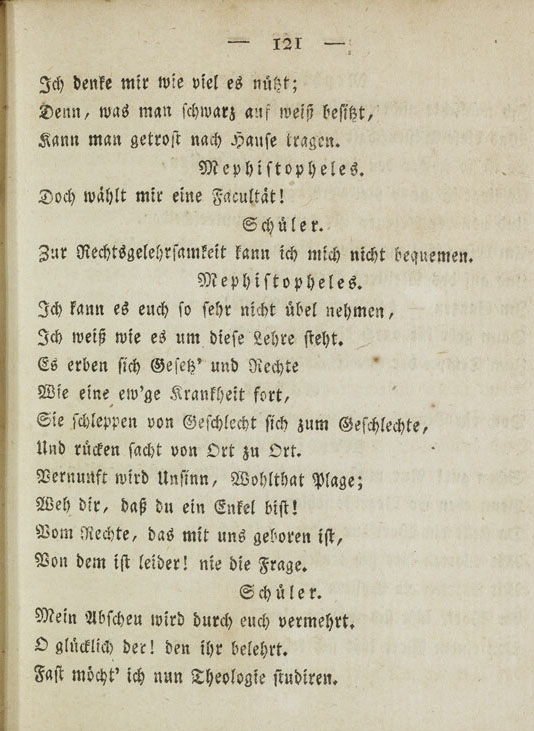 — 121 —
Ich denke mir wie viel es nützt;
Denn, was man schwarz auf weiß besitzt,
Kann man getrost nach Hause tragen.
Mephistopheles.
Doch wählt mir eine Facultät!
Schüler.
Zur Rechtsgelehrsamkeit kann ich mich nicht bequemen.
Mephistopheles.
Ich kann es euch so sehr nicht übel nehmen,
Ich weiß wie es um diese Lehre steht.
Es erben sich Gesetz' und Rechte
Wie eine ew'ge Krankheit fort,
Sie schleppen von Geschlecht sich zum Geschlechte,
Und rücken sacht von Ort zu Ort.
Vernunft wird Unsinn, Wohlthat Plage;
Weh dir, daß du ein Enkel bist!
Vom Rechte, das mit uns geboren ist,
Von dem ist leider! nie die Frage.
Schüler.
Mein Abscheu wird durch euch vermehrt.
O glücklich der! den ihr belehrt.
Fast möcht' ich nun Theologie studiren.